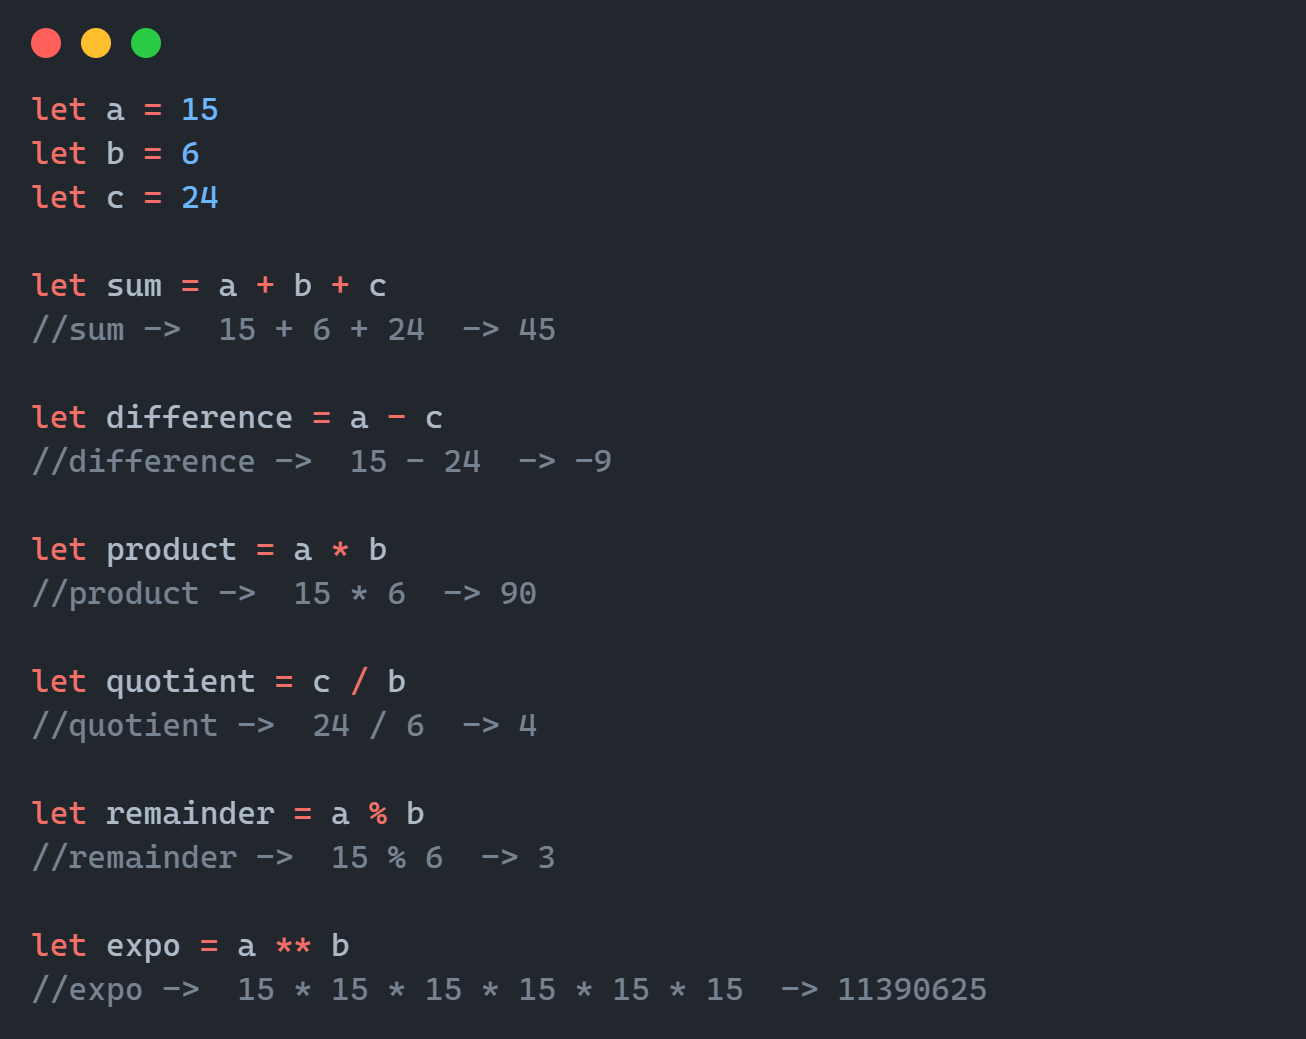 let a = 15
let b = 6
let c = 24
let sum = a + b + c
//sum ->  15 + 6 + 24  -> 45
let difference = a - c
//difference ->  15 - 24  -> -9
let product = a * b
//product ->  15 * 6  -> 90
let quotient = c / b
//quotient ->  24 / 6  -> 4
let remainder = a % b
//remainder ->  15 % 6  -> 3
let expo = a ** b
//expo ->  15 * 15 * 15 * 15 * 15 * 15  -> 11390625